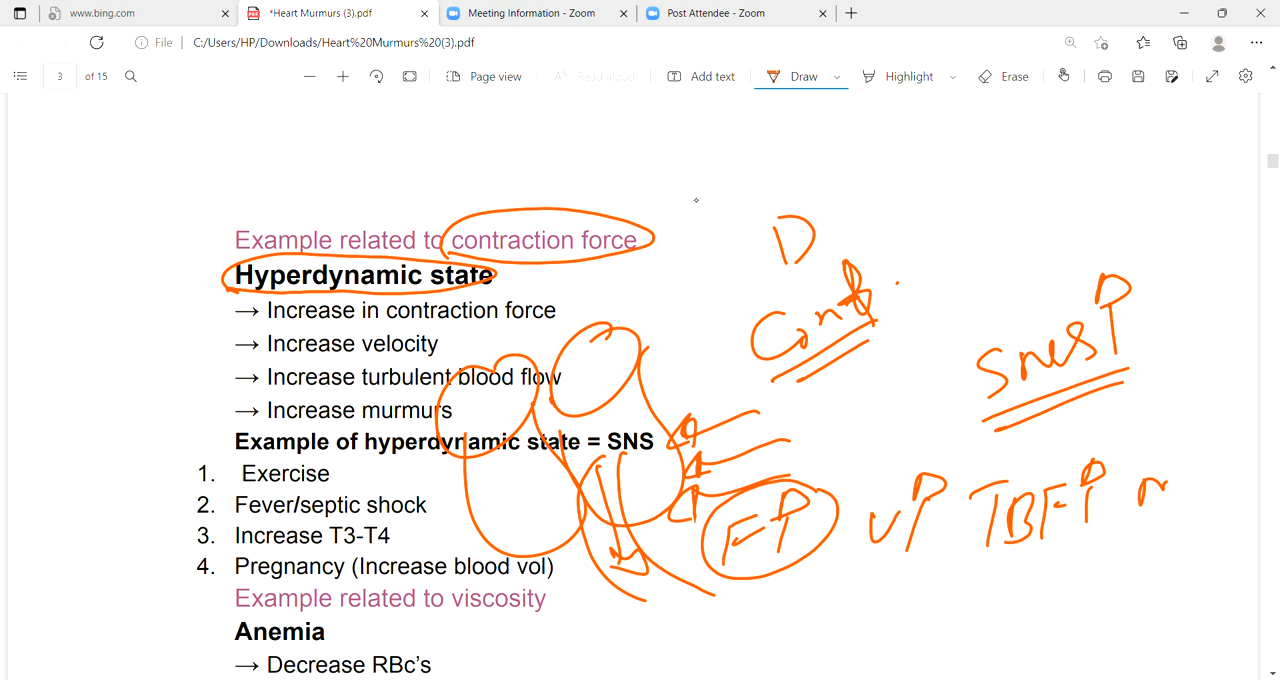 www.bing.com
*Heart Murmurs (3).pdf
Meeting Information - Zoom
Post Attendee - Zoom
File
C:/Users/HP/Downloads/Heart%20Murmurs%20(3).pdf
3 of 15
Page view
Read aloud
Add text
Draw
Highlight
Erase
Example related to contraction force
Hyperdynamic state
→ Increase in contraction force
→ Increase velocity
→ Increase turbulent blood flow
→ Increase murmurs
Example of hyperdynamic state = SNS
1. Exercise
2. Fever/septic shock
3. Increase T3-T4
4. Pregnancy (Increase blood vol)
Example related to viscosity
Anemia
→ Decrease RBc's
D
F↑
V↑
TBF↑